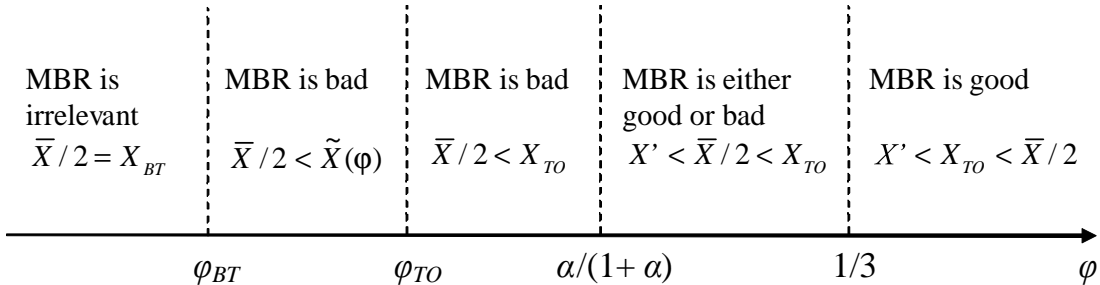 MBR is irrelevant
X̅ / 2 = X_BT
MBR is bad
X̅ / 2 < X̃(φ)
MBR is bad
X̅ / 2 < X_TO
MBR is either
good or bad
X’ < X̅ / 2 < X_TO
MBR is good
X’ < X_TO < X̅ / 2
φ_BT
φ_TO
α/(1+ α)
1/3
φ